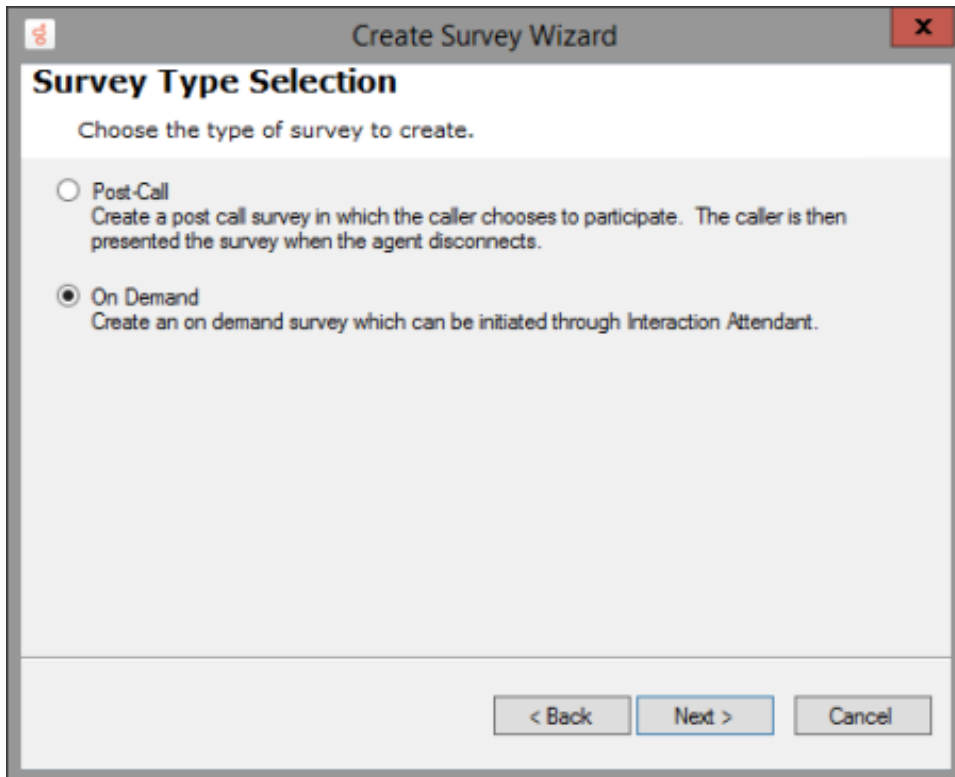 Create Survey Wizard
X
Survey Type Selection
Choose the type of survey to create.
Post-Call
Create a post call survey in which the caller chooses to participate. The caller is then
presented the survey when the agent disconnects.
On Demand
Create an on demand survey which can be initiated through Interaction Attendant.
< Back Next > Cancel